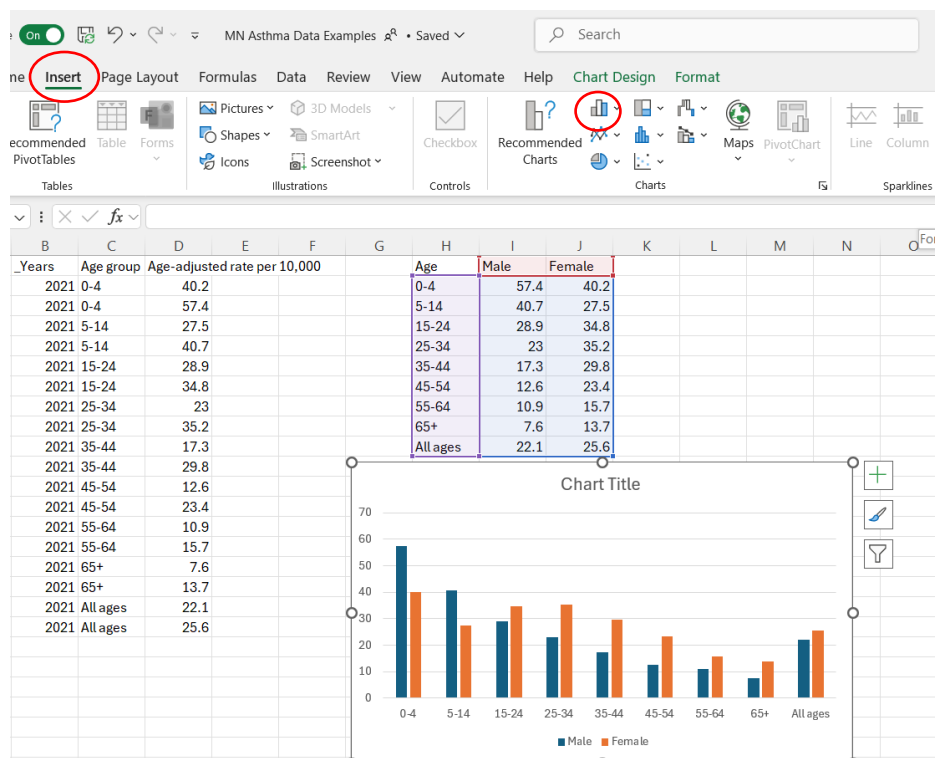 On MN Asthma Data Examples • Saved Search
me Insert Page Layout Formulas Data Review View Automate Help Chart Design Format
ecommended PivotTables Table Forms Pictures Shapes Icons 3D Models SmartArt Screenshot Checkbox Recommended Charts Maps PivotChart Line Column
Tables Illustrations Controls Charts Sparklines
fx
B C D E F G H I J K L M N O
For
_Years Age group Age-adjusted rate per 10,000 Age Male Female
2021 0-4 40.2 0-4 57.4 40.2
2021 0-4 57.4 5-14 40.7 27.5
2021 5-14 27.5 15-24 28.9 34.8
2021 5-14 40.7 25-34 23 35.2
2021 15-24 28.9 35-44 17.3 29.8
2021 15-24 34.8 45-54 12.6 23.4
2021 25-34 23 55-64 10.9 15.7
2021 25-34 35.2 65+ 7.6 13.7
2021 35-44 17.3 All ages 22.1 25.6
2021 35-44 29.8
2021 45-54 12.6
2021 45-54 23.4
2021 55-64 10.9
2021 55-64 15.7
2021 65+ 7.6
2021 65+ 13.7
2021 All ages 22.1
2021 All ages 25.6
Chart Title
70
60
50
40
30
20
10
0
0-4 5-14 15-24 25-34 35-44 45-54 55-64 65+ All ages
Male Female